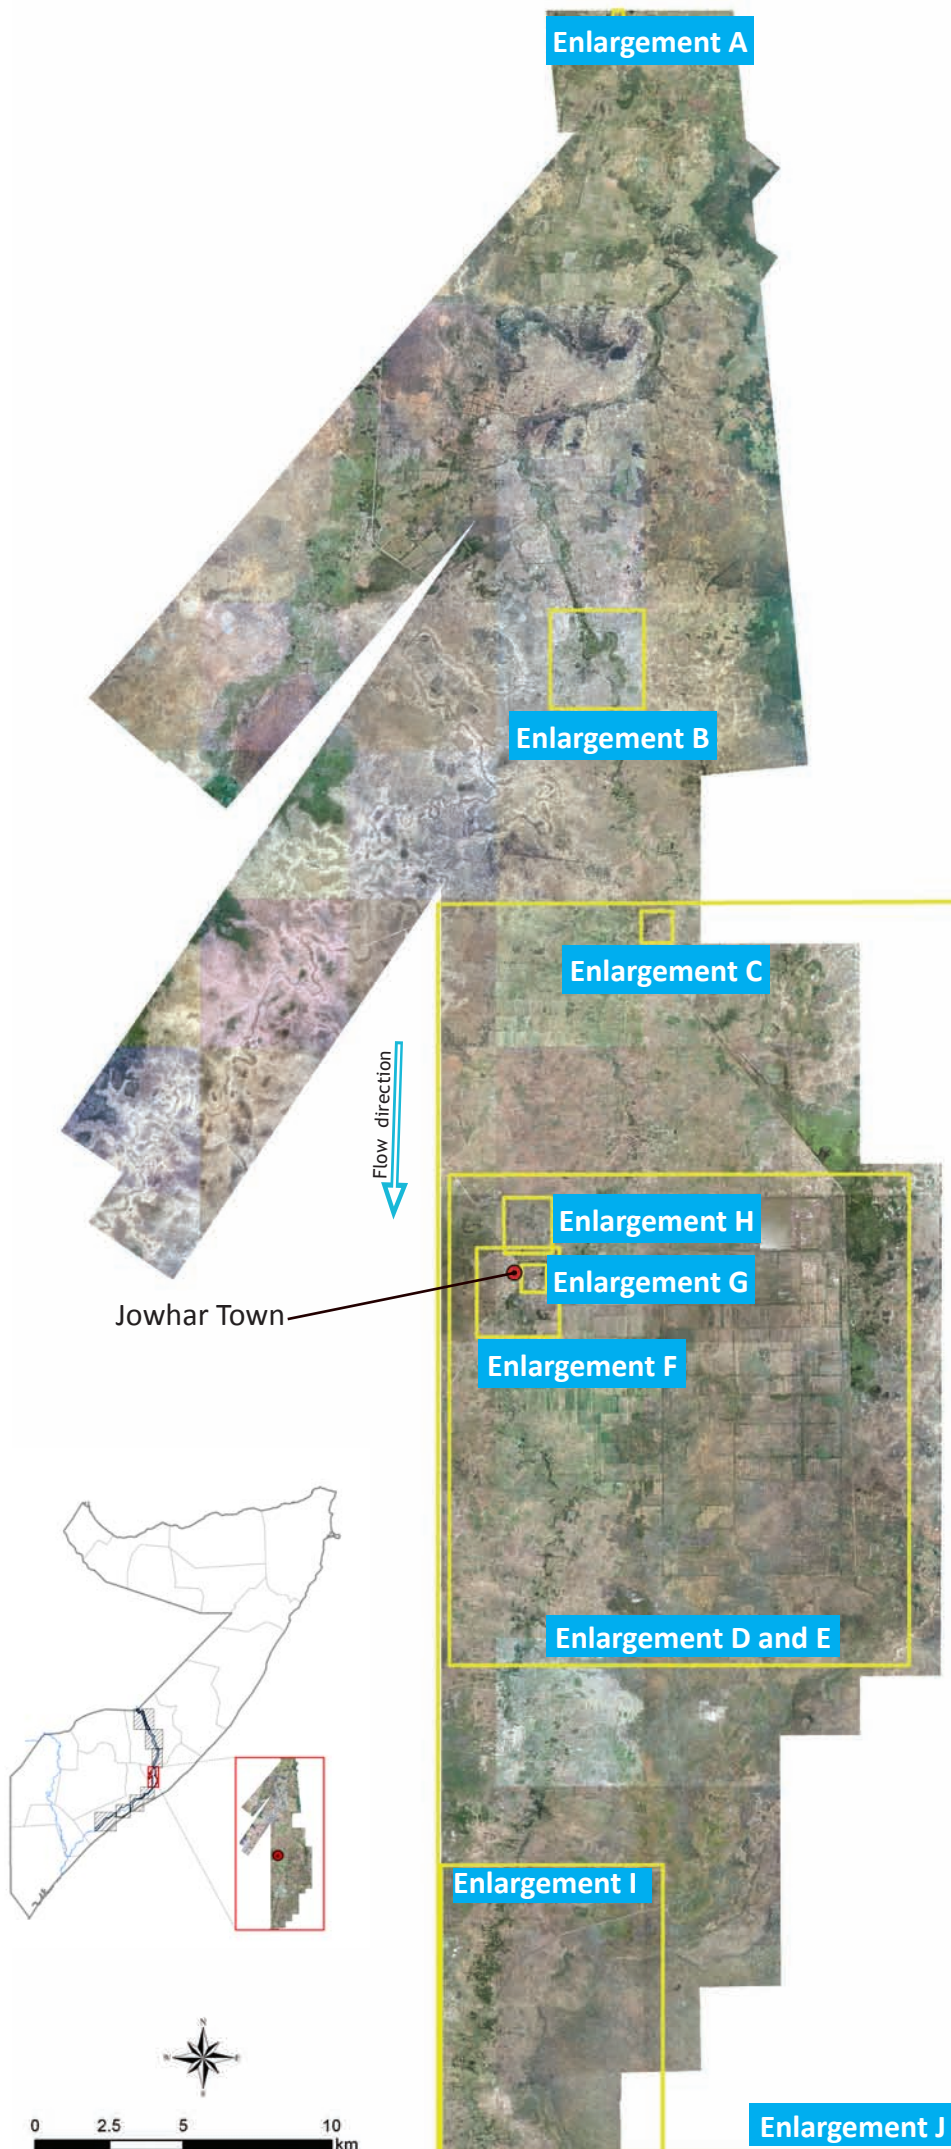 Enlargement A
Enlargement B
Enlargement C
Flow direction
Enlargement H
Enlargement G
Jowhar Town
Enlargement F
Enlargement D and E
Enlargement I
N
W
E
S
0 2.5 5 10
km
Enlargement J